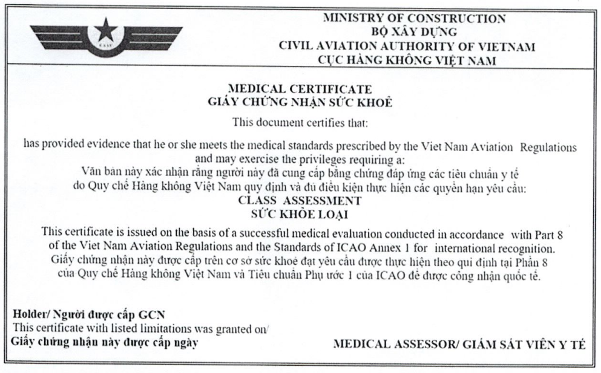 MINISTRY OF CONSTRUCTION
BỘ XÂY DỰNG
CIVIL AVIATION AUTHORITY OF VIETNAM
CỤC HÀNG KHÔNG VIỆT NAM
MEDICAL CERTIFICATE
GIẤY CHỨNG NHẬN SỨC KHOẺ
This document certifies that:
has provided evidence that he or she meets the medical standards prescribed by the Viet Nam Aviation Regulations
and may exercise the privileges requiring a:
Văn bản này xác nhận rằng người này đã cung cấp bằng chứng đáp ứng các tiêu chuẩn y tế
do Quy chế Hàng không Việt Nam quy định và đủ điều kiện thực hiện các quyền hạn yêu cầu:
CLASS ASSESSMENT
SỨC KHỎE LOẠI
This certificate is issued on the basis of a successful medical evaluation conducted in accordance with Part 8
of the Viet Nam Aviation Regulations and the Standards of ICAO Annex 1 for international recognition.
Giấy chứng nhận này được cấp trên cơ sở sức khoẻ đạt yêu cầu được thực hiện theo qui định tại Phần 8
của Quy chế Hàng không Việt Nam và Tiêu chuẩn Phụ ước 1 của ICAO để được công nhận quốc tế.
Holder/ Người được cấp GCN
This certificate with listed limitations was granted on/
Giấy chứng nhận này được cấp ngày
MEDICAL ASSESSOR/ GIÁM SÁT VIÊN Y TẾ